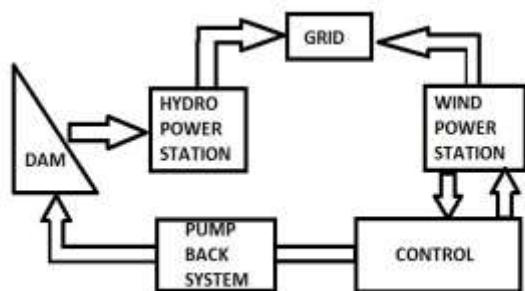 GRID
HYDRO
POWER
STATION
WIND
POWER
STATION
DAM
PUMP
BACK
SYSTEM
CONTROL